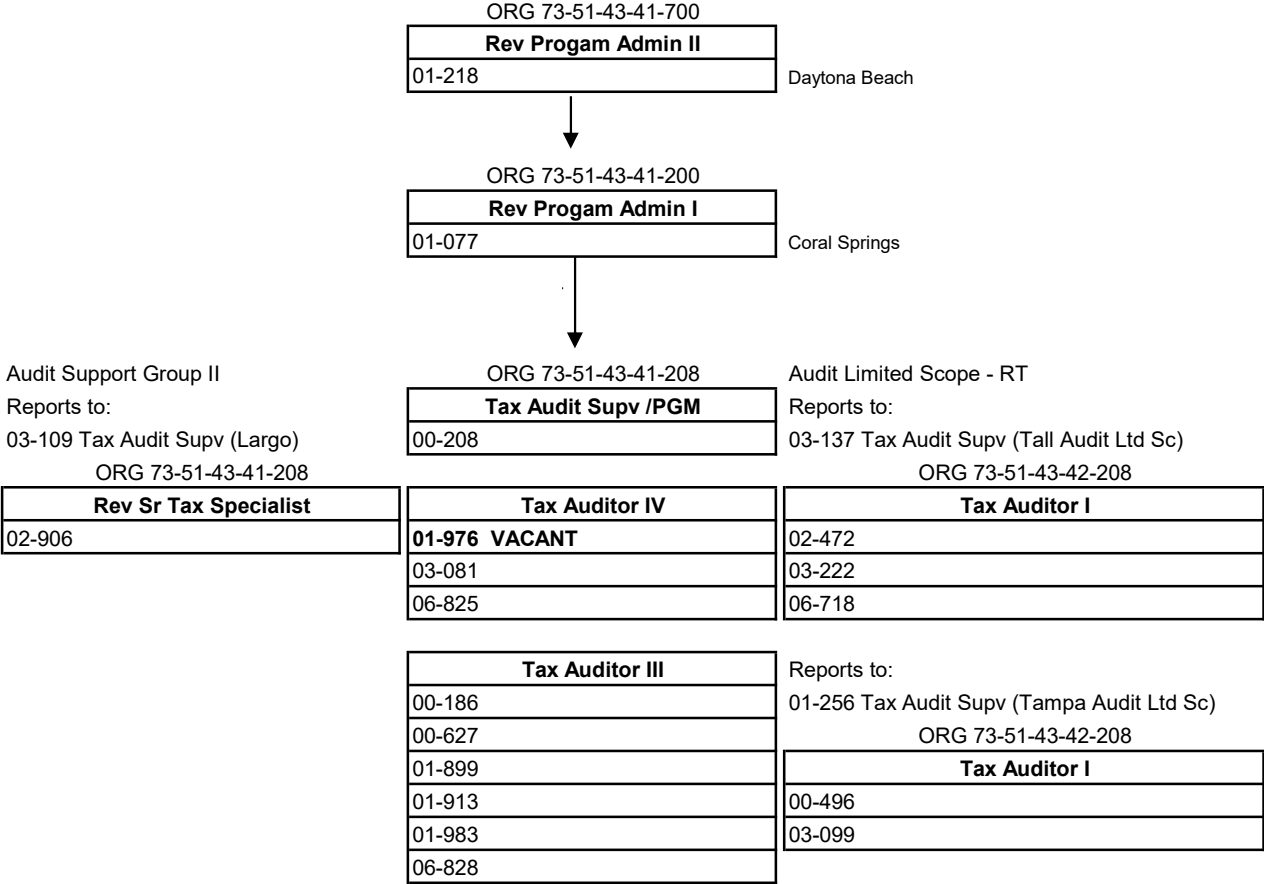 ORG 73-51-43-41-700
Rev Progam Admin II
01-218
Daytona Beach
ORG 73-51-43-41-200
Rev Progam Admin I
01-077
Coral Springs
Audit Support Group II
Reports to:
03-109 Tax Audit Supv (Largo)
ORG 73-51-43-41-208
Rev Sr Tax Specialist
02-906
ORG 73-51-43-41-208
Tax Audit Supv /PGM
00-208
Tax Auditor IV
01-976  VACANT
03-081
06-825
Tax Auditor III
00-186
00-627
01-899
01-913
01-983
06-828
Audit Limited Scope - RT
Reports to:
03-137 Tax Audit Supv (Tall Audit Ltd Sc)
ORG 73-51-43-42-208
Tax Auditor I
02-472
03-222
06-718
Reports to:
01-256 Tax Audit Supv (Tampa Audit Ltd Sc)
ORG 73-51-43-42-208
Tax Auditor I
00-496
03-099